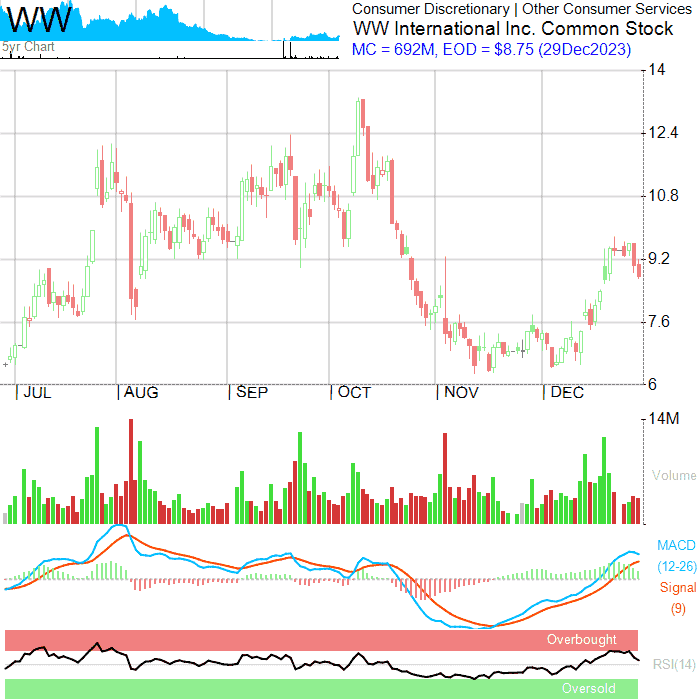 Consumer Discretionary | Other Consumer Services
WW
WW International Inc. Common Stock
5yr Chart
MC = 692M, EOD = $8.75 (29Dec2023)
14
12.4
10.8
9.2
7.6
6
JUL AUG SEP OCT NOV DEC
14M
Volume
MACD
(12-26)
Signal
(9)
Overbought
RSI(14)
Oversold